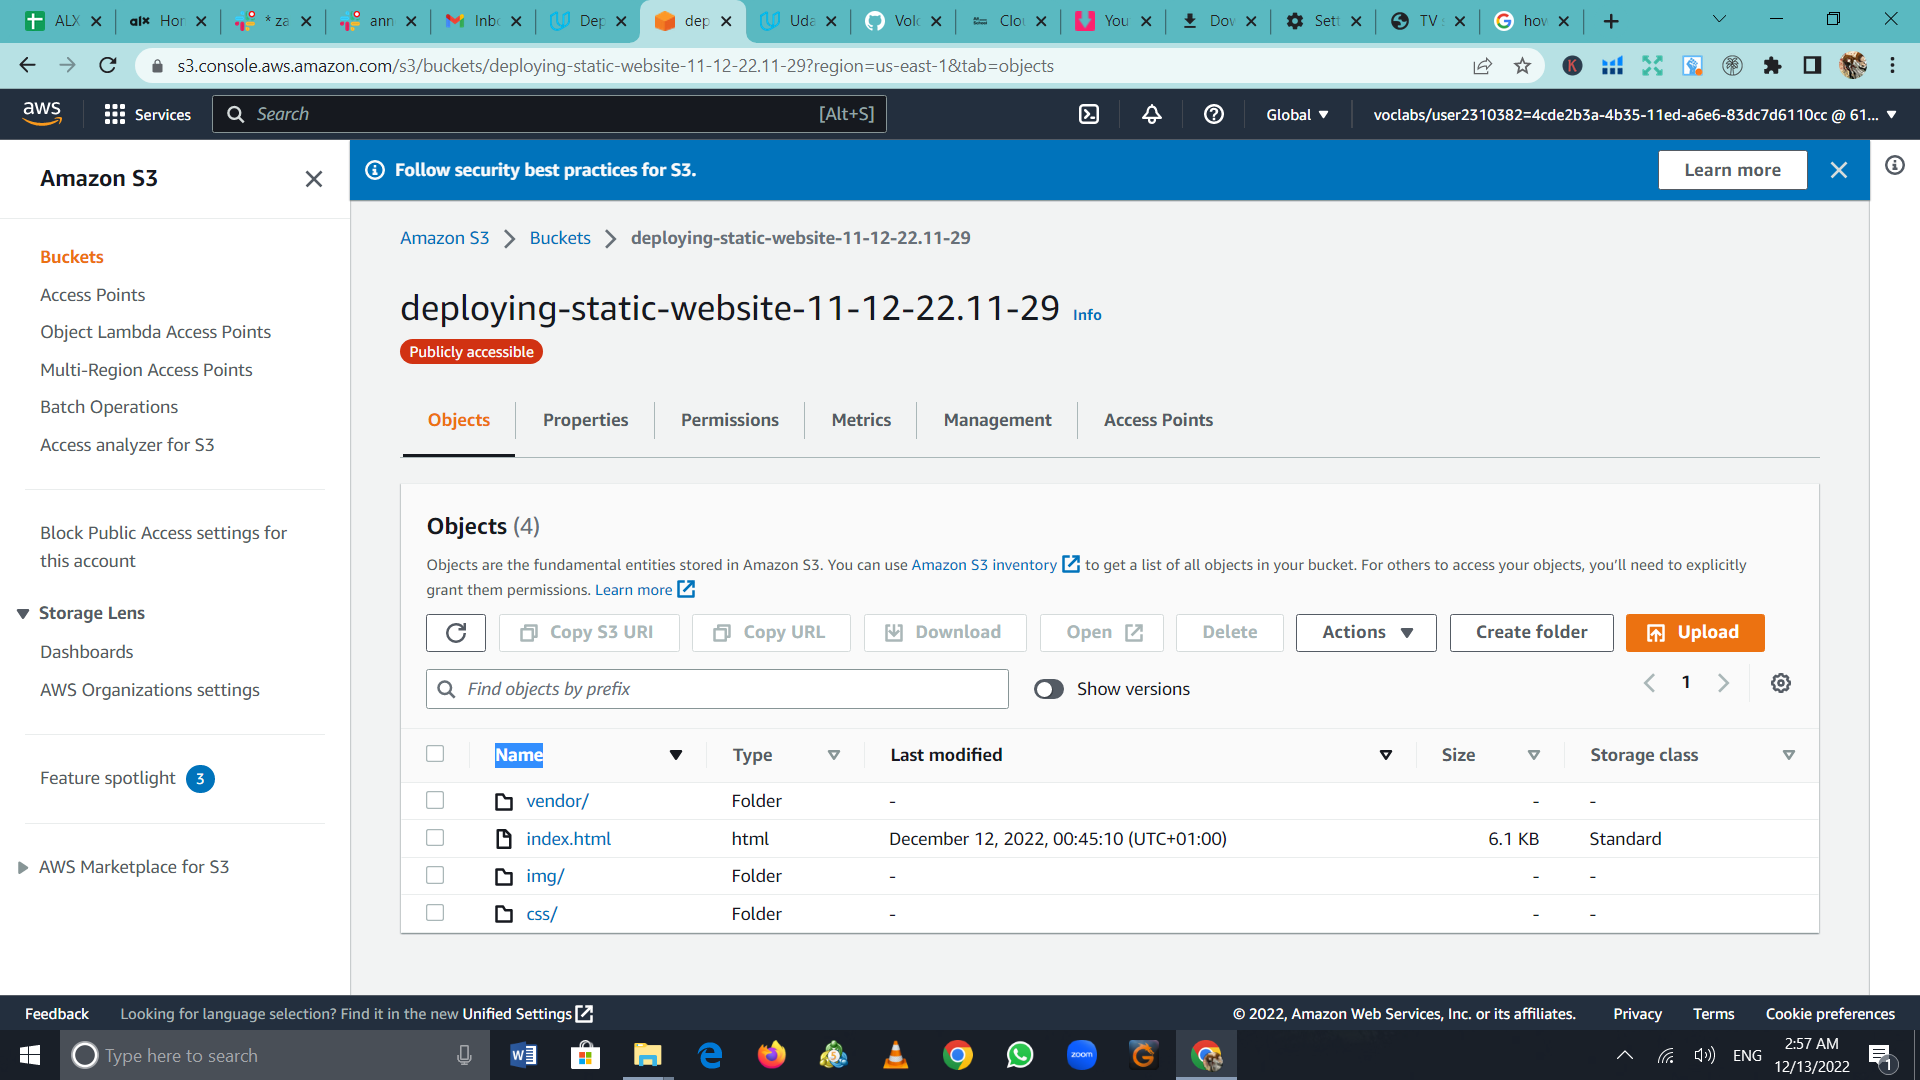 ALX
alx Hor
* za
ann
Inbo
Dep
dep
Uda
Volc
Clou
You
Dow
Sett
TV s
how
s3.console.aws.amazon.com/s3/buckets/deploying-static-website-11-12-22.11-29?region=us-east-1&tab=objects
K
aws
Services
Search
[Alt+S]
Global
voclabs/user2310382=4cde2b3a-4b35-11ed-a6e6-83dc7d6110cc @ 61...
Amazon S3
Follow security best practices for S3.
Learn more
Buckets
Access Points
Object Lambda Access Points
Multi-Region Access Points
Batch Operations
Access analyzer for S3
Block Public Access settings for
this account
Storage Lens
Dashboards
AWS Organizations settings
Feature spotlight 3
AWS Marketplace for S3
Amazon S3 > Buckets > deploying-static-website-11-12-22.11-29
deploying-static-website-11-12-22.11-29 Info
Publicly accessible
Objects
Properties
Permissions
Metrics
Management
Access Points
Objects (4)
Objects are the fundamental entities stored in Amazon S3. You can use Amazon S3 inventory to get a list of all objects in your bucket. For others to access your objects, you'll need to explicitly
grant them permissions. Learn more
Copy S3 URI
Copy URL
Download
Open
Delete
Actions
Create folder
Upload
Find objects by prefix
Show versions
1
Name Type Last modified Size Storage class
vendor/ Folder - - -
index.html html December 12, 2022, 00:45:10 (UTC+01:00) 6.1 KB Standard
img/ Folder - - -
css/ Folder - - -
Feedback
Looking for language selection? Find it in the new Unified Settings
© 2022, Amazon Web Services, Inc. or its affiliates.
Privacy
Terms
Cookie preferences
Type here to search
zoom
ENG
2:57 AM
12/13/2022
1